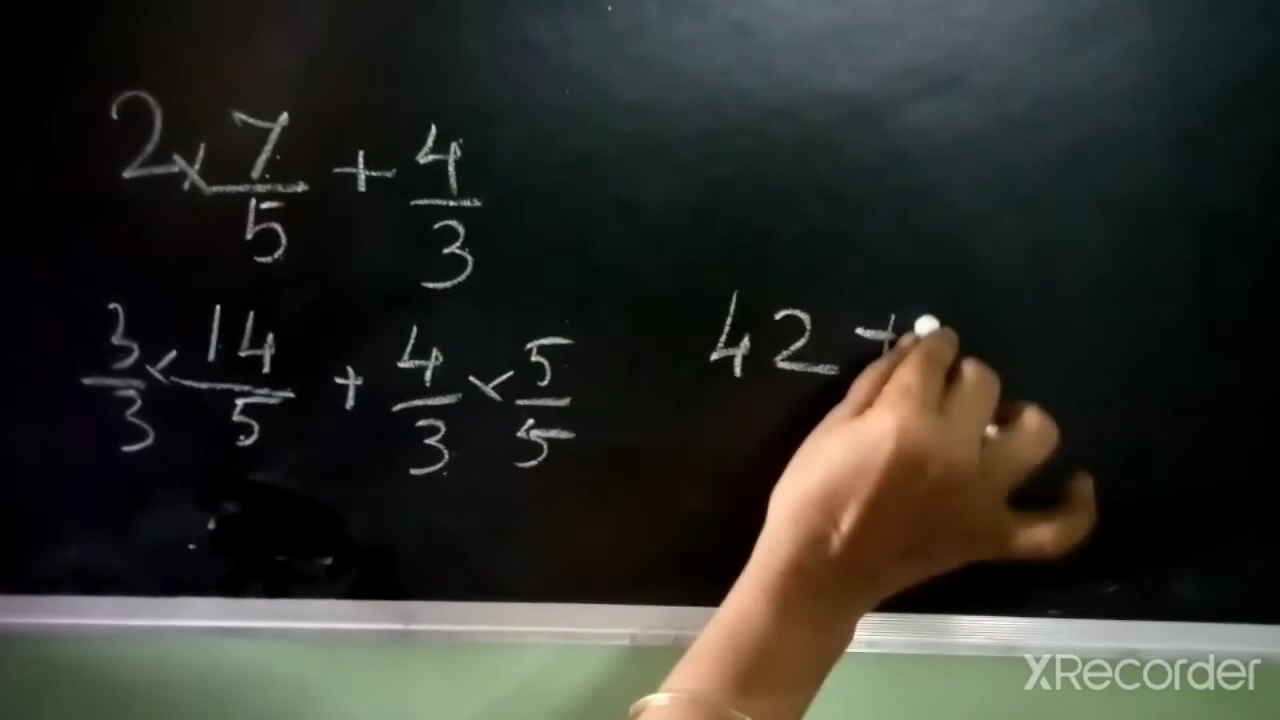 2 × 7/5 + 4/3
3/3 × 14/5 + 4/3 × 5/5
42 +
XRecorder